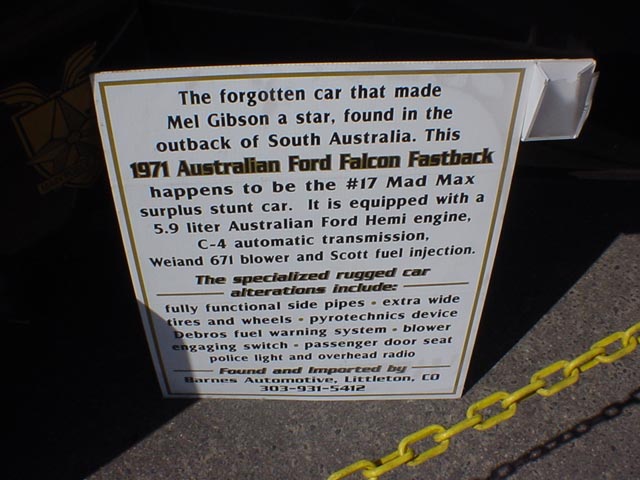 The forgotten car that made
Mel Gibson a star, found in the
outback of South Australia. This
1971 Australian Ford Falcon Fastback
happens to be the #17 Mad Max
surplus stunt car. It is equipped with a
5.9 liter Australian Ford Hemi engine,
C-4 automatic transmission,
Weiand 671 blower and Scott fuel injection.
The specialized rugged car
alterations include:
fully functional side pipes • extra wide
tires and wheels • pyrotechnics device
Debros fuel warning system • blower
engaging switch • passenger door seat
police light and overhead radio
Found and Imported by
Barnes Automotive, Littleton, CO
303-931-5412